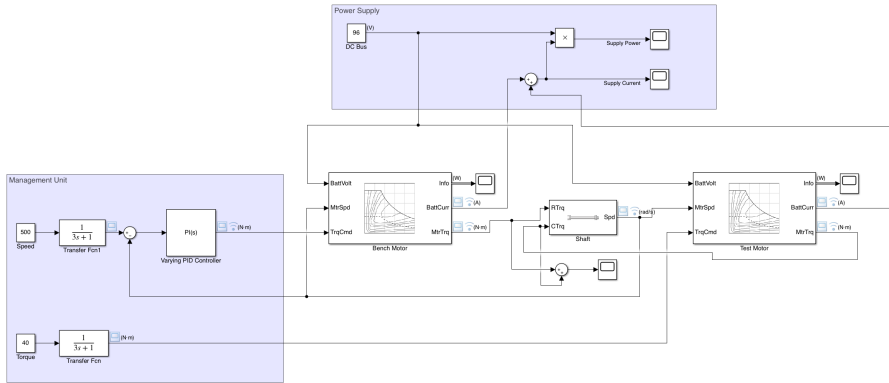 Power Supply
96
(V)
DC Bus
×
Supply Power
Supply Current
Management Unit
500
Speed
1
3s + 1
Transfer Fcn1
PI(s)
(N·m)
Varying PID Controller
40
Torque
1
3s + 1
(N·m)
Transfer Fcn
BattVolt
MtrSpd
TrqCmd
Info
BattCurr
MtrTrq
(W)
(A)
(N·m)
Bench Motor
RTrq
CTrq
Spd
(rad/s)
Shaft
BattVolt
MtrSpd
TrqCmd
Info
BattCurr
MtrTrq
(W)
(A)
(N·m)
Test Motor